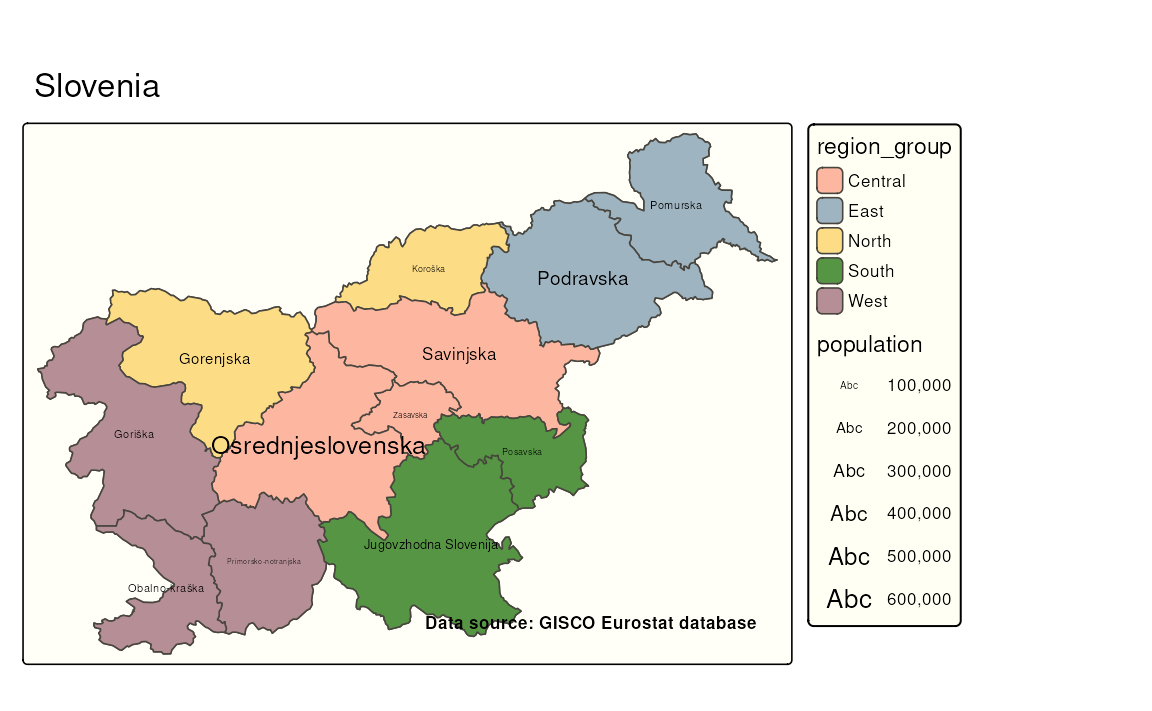 Slovenia
Pomurska
Koroška
Podravska
Gorenjska
Savinjska
Zasavska
Goriška
Osrednjeslovenska
Posavska
Jugovzhodna Slovenija
Primorsko-notranjska
Obalno-kraška
Data source: GISCO Eurostat database
region_group
Central
East
North
South
West
population
Abc 100,000
Abc 200,000
Abc 300,000
Abc 400,000
Abc 500,000
Abc 600,000